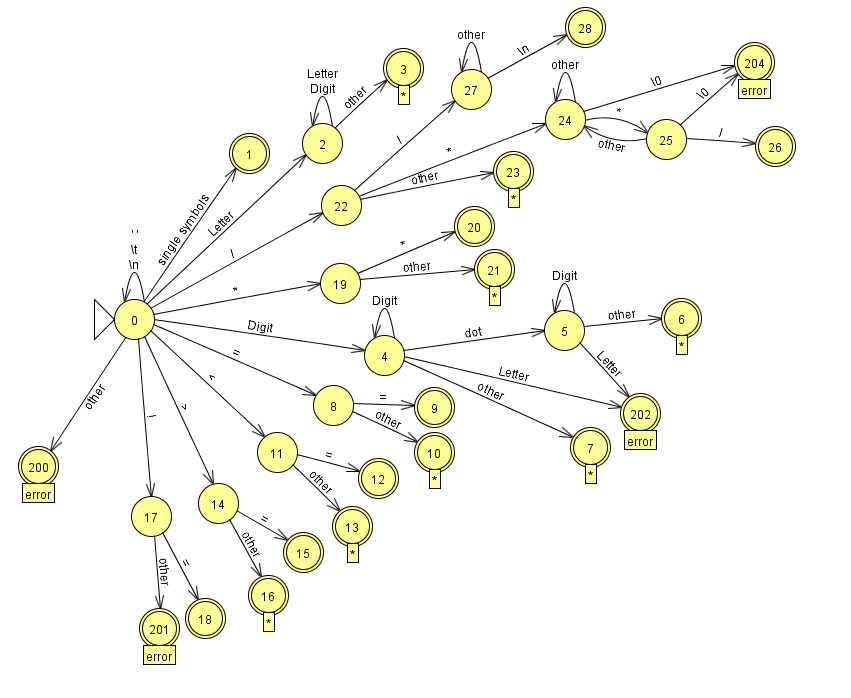 28
other
\n
Letter
Digit
3
*
other
27
other
\0
204
error
other
24
*
\0
25
/
26
other
2
/
*
1
23
*
other
single symbols
Letter
22
' '
\t
\n
/
*
20
other
21
*
19
*
Digit
Digit
0
Digit
4
dot
5
other
6
*
Letter
Letter
other
202
error
=
8
=
9
other
10
*
7
*
<
11
=
12
other
13
*
other
200
error
!
>
17
14
=
15
other
16
*
other
=
18
201
error